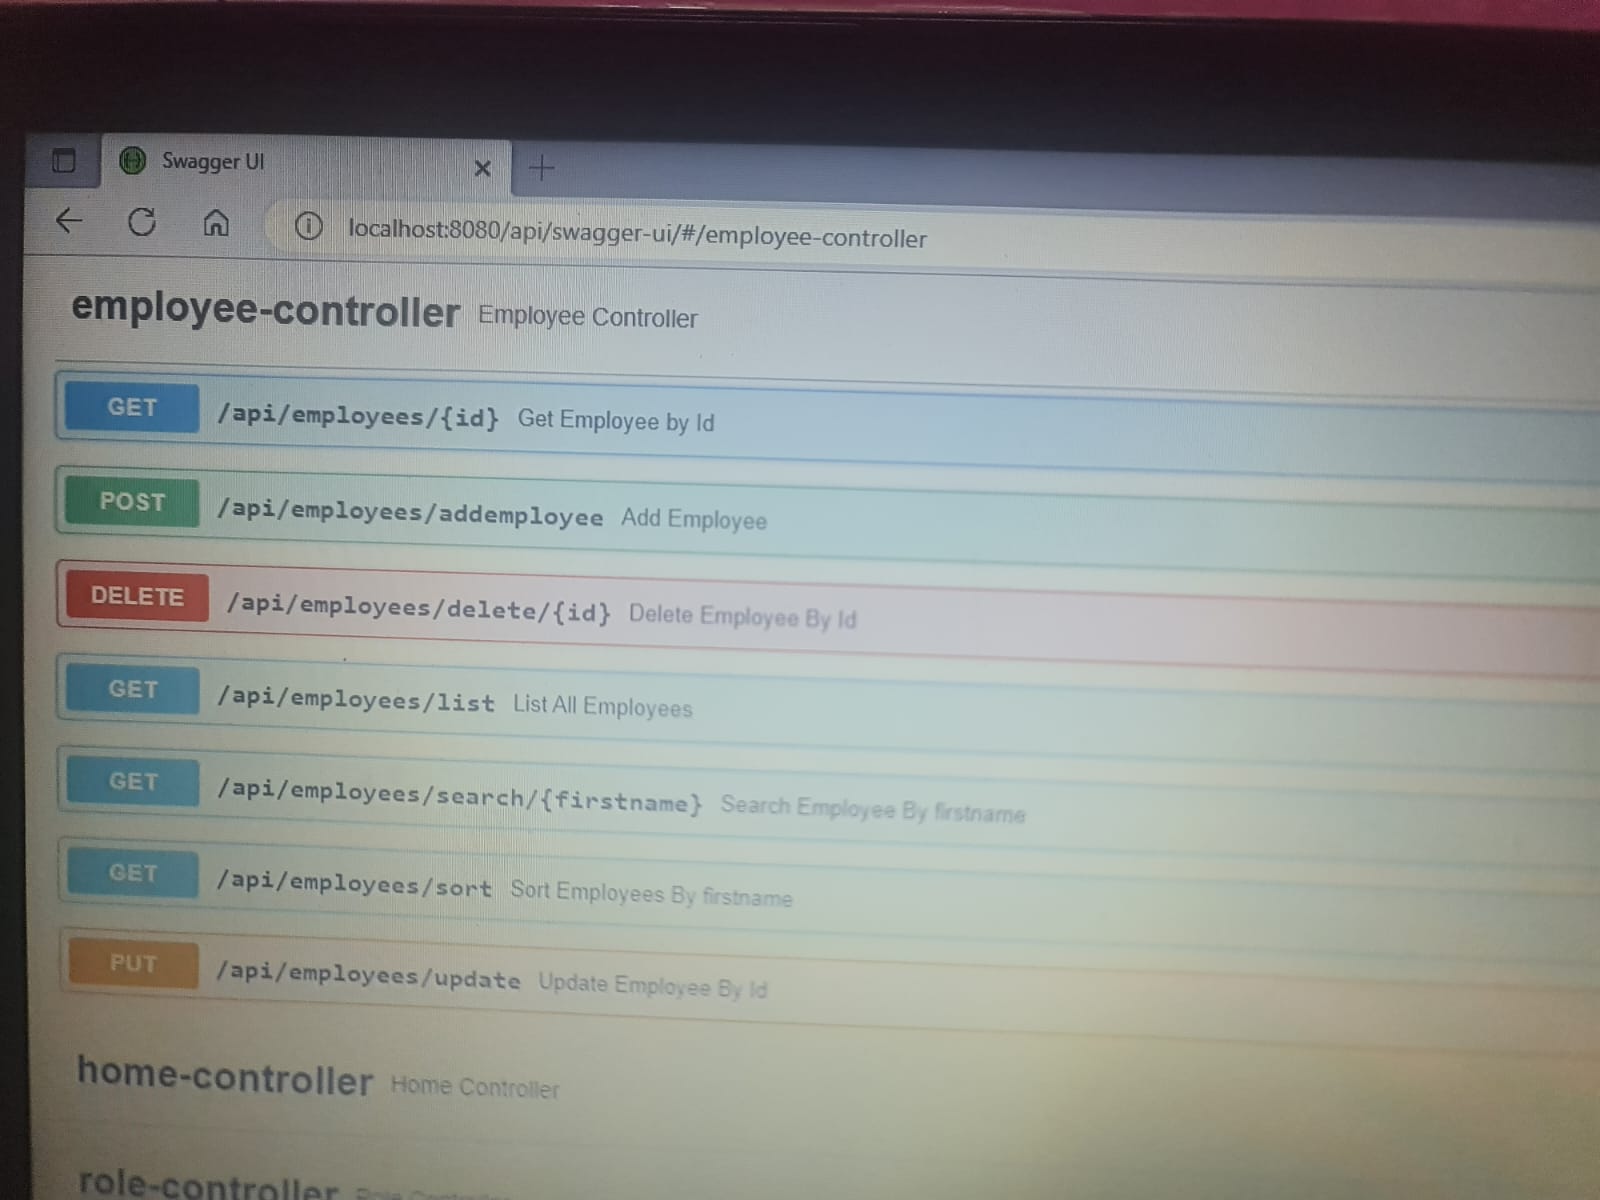 Swagger UI
localhost:8080/api/swagger-ui/#/employee-controller
employee-controller Employee Controller
GET /api/employees/{id} Get Employee by Id
POST /api/employees/addemployee Add Employee
DELETE /api/employees/delete/{id} Delete Employee By Id
GET /api/employees/list List All Employees
GET /api/employees/search/{firstname} Search Employee By firstname
GET /api/employees/sort Sort Employees By firstname
PUT /api/employees/update Update Employee By Id
home-controller Home Controller
role-controller